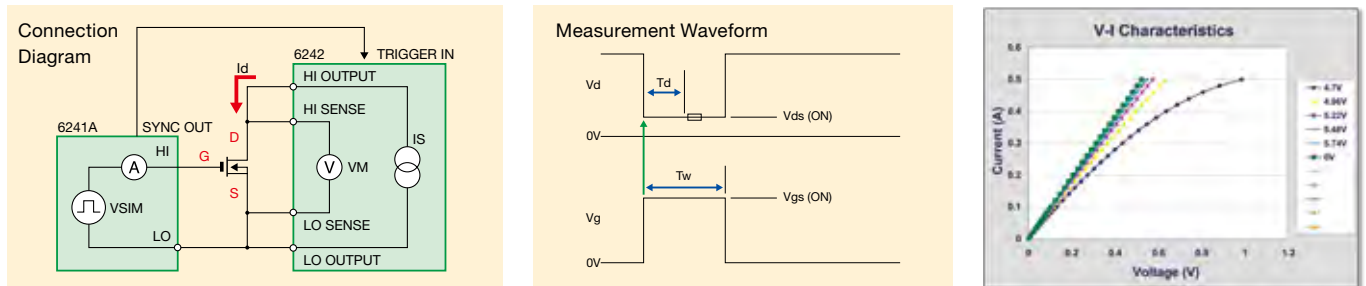 Connection
Diagram
6242
TRIGGER IN
Id
HI OUTPUT
HI SENSE
6241A
SYNC OUT
D
IS
HI
G
A
V
VM
S
VSIM
LO SENSE
LO
LO OUTPUT
Measurement Waveform
Vd
Td
Vds (ON)
0V
Tw
Vg
Vgs (ON)
0V
V-I Characteristics
Current (A)
0.6
0.5
0.4
0.3
0.2
0.1
0
0 0.2 0.4 0.6 0.8 1 1.2
Voltage (V)
4.7V
4.96V
5.22V
5.48V
5.74V
6V